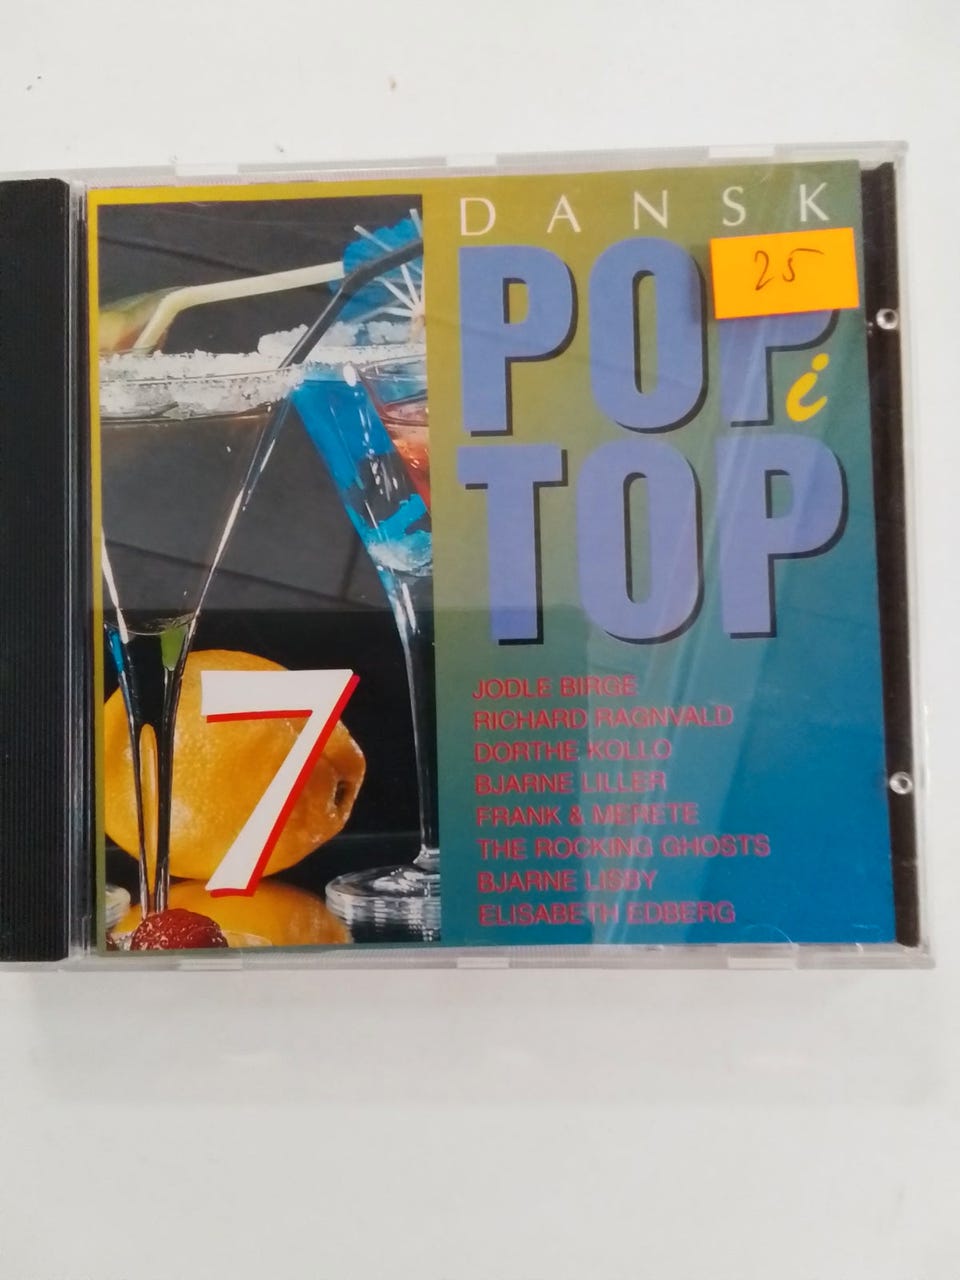 DANSK
POP
25
i
TOP
7
JODLE BIRGE
RICHARD RAGNVALD
DORTHE KOLLO
BJARNE LILLER
FRANK & MERETE
THE ROCKING GHOSTS
BJARNE LISBY
ELISABETH EDBERG